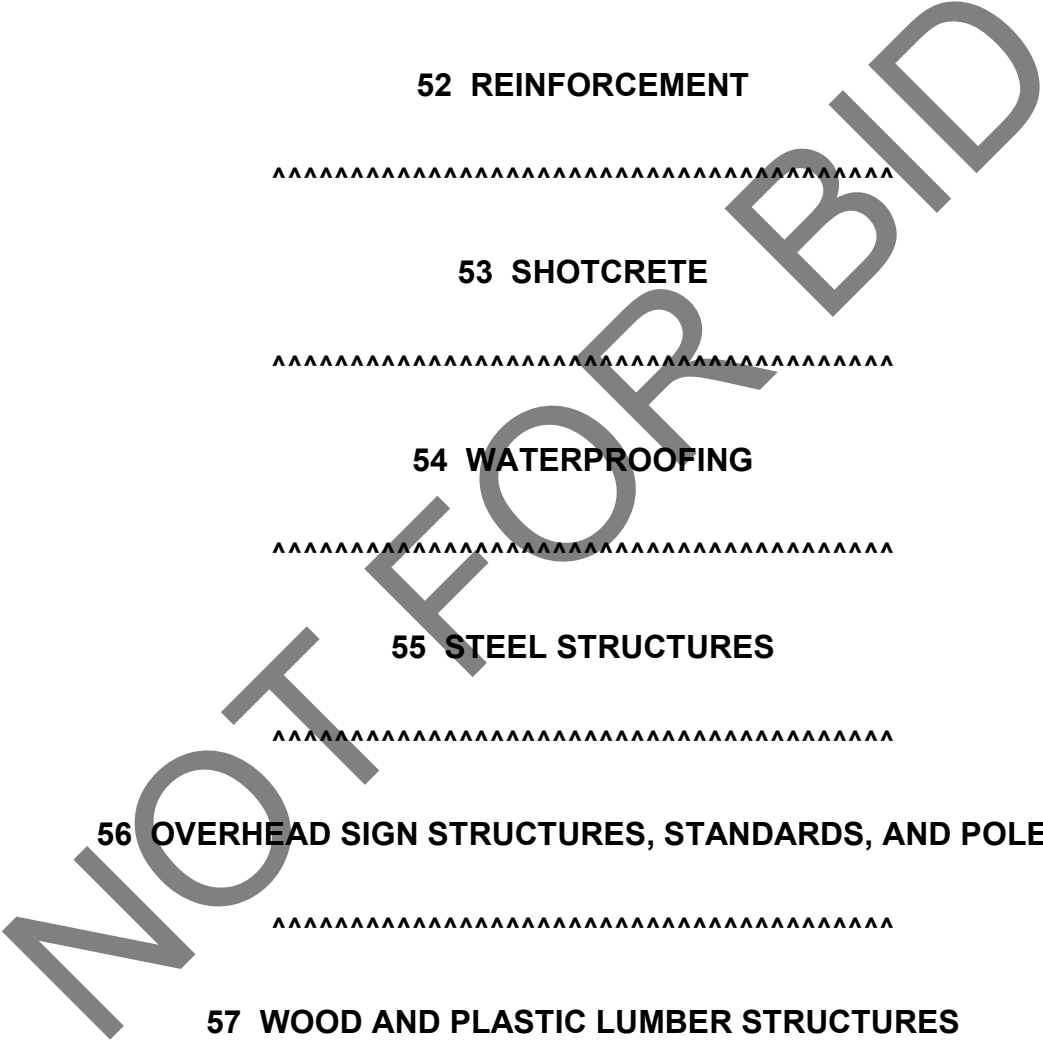 52 REINFORCEMENT
^^^^^^^^^^^^^^^^^^^^^^^^^^^^^^^^^^^^^^^
53 SHOTCRETE
^^^^^^^^^^^^^^^^^^^^^^^^^^^^^^^^^^^^^^^
54 WATERPROOFING
^^^^^^^^^^^^^^^^^^^^^^^^^^^^^^^^^^^^^^^
55 STEEL STRUCTURES
^^^^^^^^^^^^^^^^^^^^^^^^^^^^^^^^^^^^^^^
56 OVERHEAD SIGN STRUCTURES, STANDARDS, AND POLE
^^^^^^^^^^^^^^^^^^^^^^^^^^^^^^^^^^^^^^^
57 WOOD AND PLASTIC LUMBER STRUCTURES
NOT FOR BID